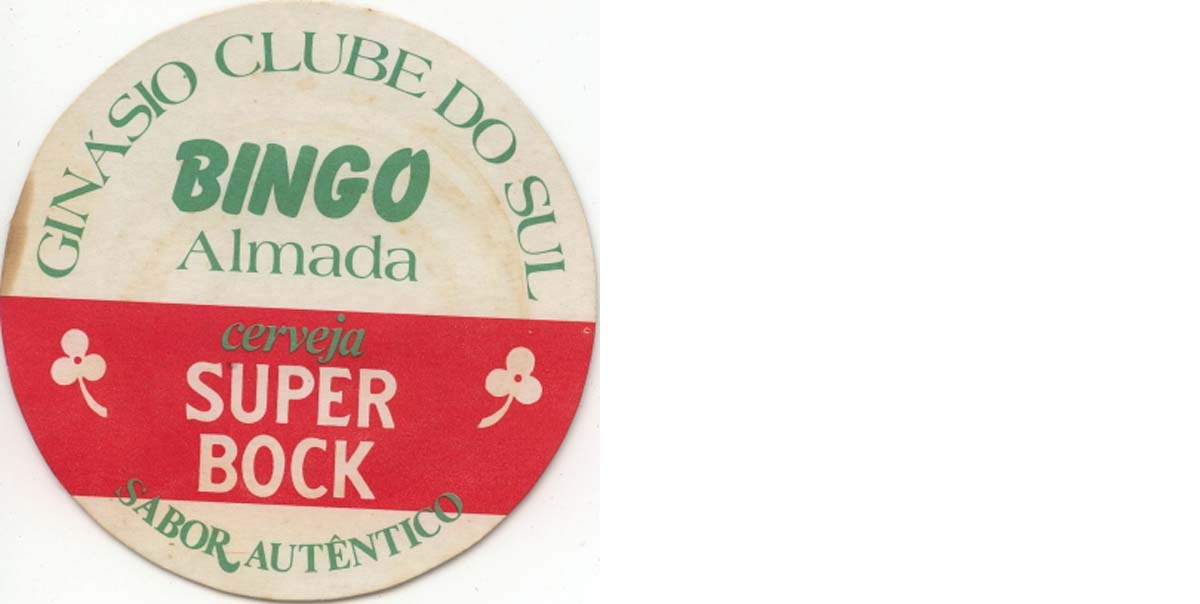 GINÁSIO CLUBE DO SUL
BINGO
Almada
cerveja
SUPER
BOCK
SABOR AUTÊNTICO